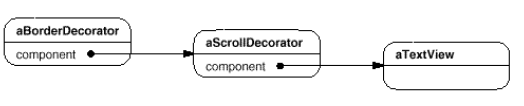 aBorderDecorator
component
aScrollDecorator
component
aTextView